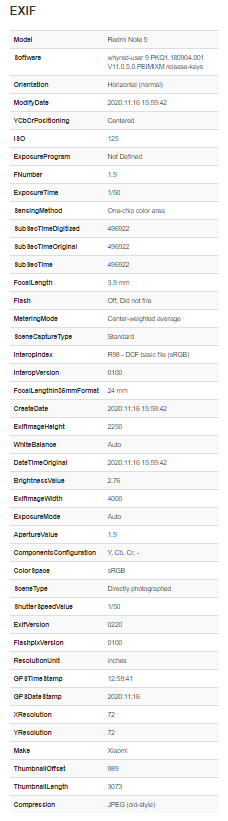 EXIF
Model Redmi Note 5
Software whyred-user 9 PKQ1.180904.001
V11.0.5.0.PEIMIXM release-keys
Orientation Horizontal (normal)
ModifyDate 2020:11:16 15:59:42
YCbCrPositioning Centered
ISO 125
ExposureProgram Not Defined
FNumber 1.9
ExposureTime 1/50
SensingMethod One-chip color area
SubSecTimeDigitized 496922
SubSecTimeOriginal 496922
SubSecTime 496922
FocalLength 3.9 mm
Flash Off, Did not fire
MeteringMode Center-weighted average
SceneCaptureType Standard
InteropIndex R98 - DCF basic file (sRGB)
InteropVersion 0100
FocalLengthIn35mmFormat 24 mm
CreateDate 2020:11:16 15:59:42
ExifImageHeight 2250
WhiteBalance Auto
DateTimeOriginal 2020:11:16 15:59:42
BrightnessValue 2.76
ExifImageWidth 4000
ExposureMode Auto
ApertureValue 1.9
ComponentsConfiguration Y, Cb, Cr, -
ColorSpace sRGB
SceneType Directly photographed
ShutterSpeedValue 1/50
ExifVersion 0220
FlashpixVersion 0100
ResolutionUnit inches
GPSTimeStamp 12:59:41
GPSDateStamp 2020:11:16
XResolution 72
YResolution 72
Make Xiaomi
ThumbnailOffset 989
ThumbnailLength 3073
Compression JPEG (old-style)